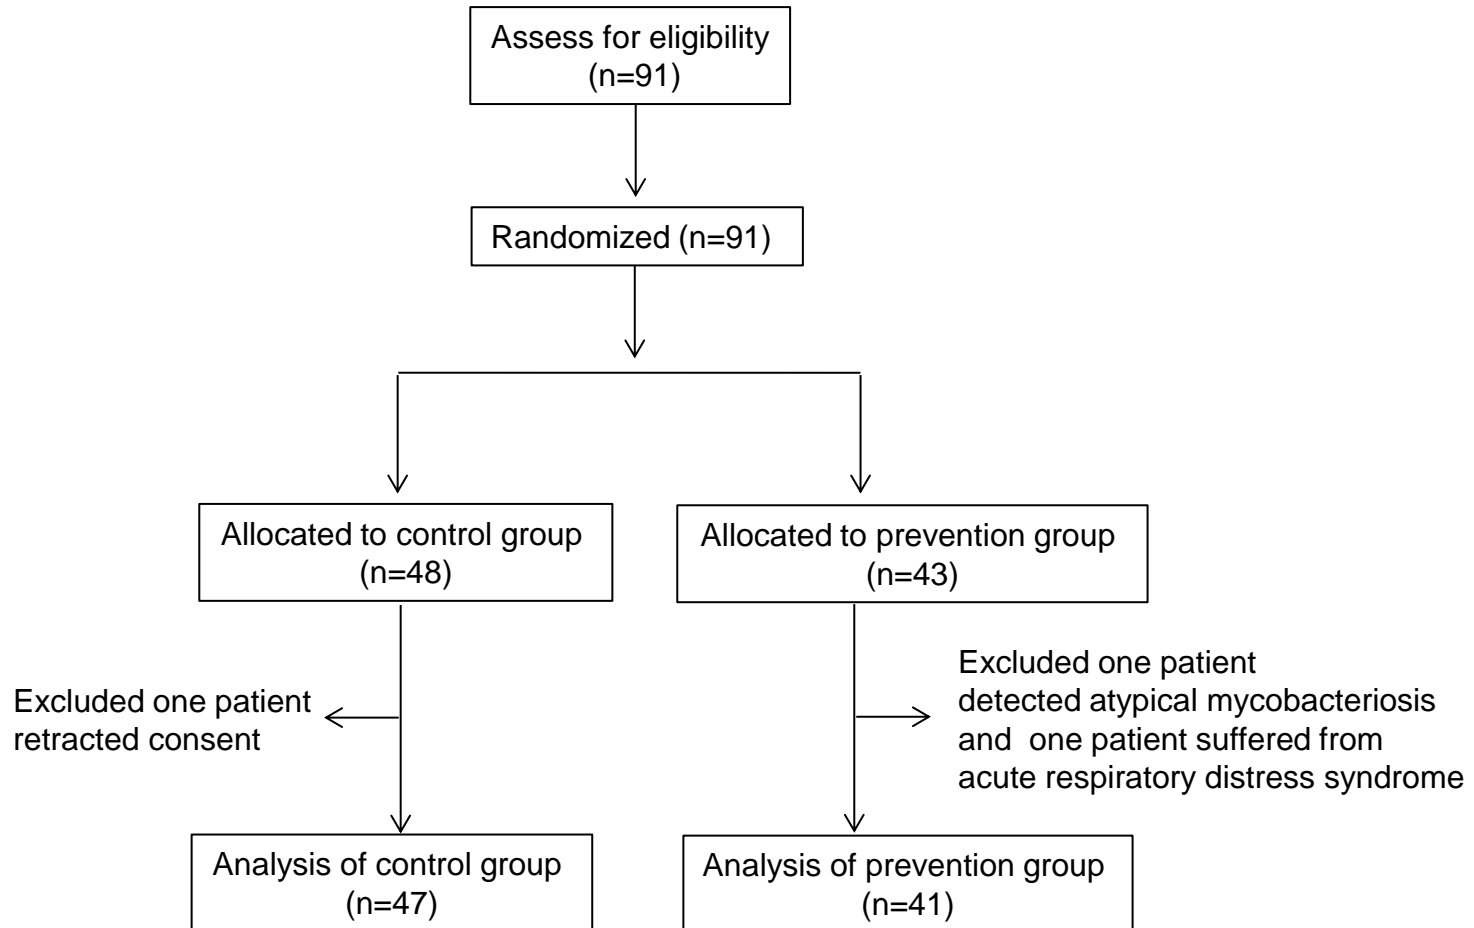 Assess for eligibility
(n=91)
Randomized (n=91)
Allocated to control group
(n=48)
Allocated to prevention group
(n=43)
Excluded one patient
retracted consent
Excluded one patient
detected atypical mycobacteriosis
and one patient suffered from
acute respiratory distress syndrome
Analysis of control group
(n=47)
Analysis of prevention group
(n=41)